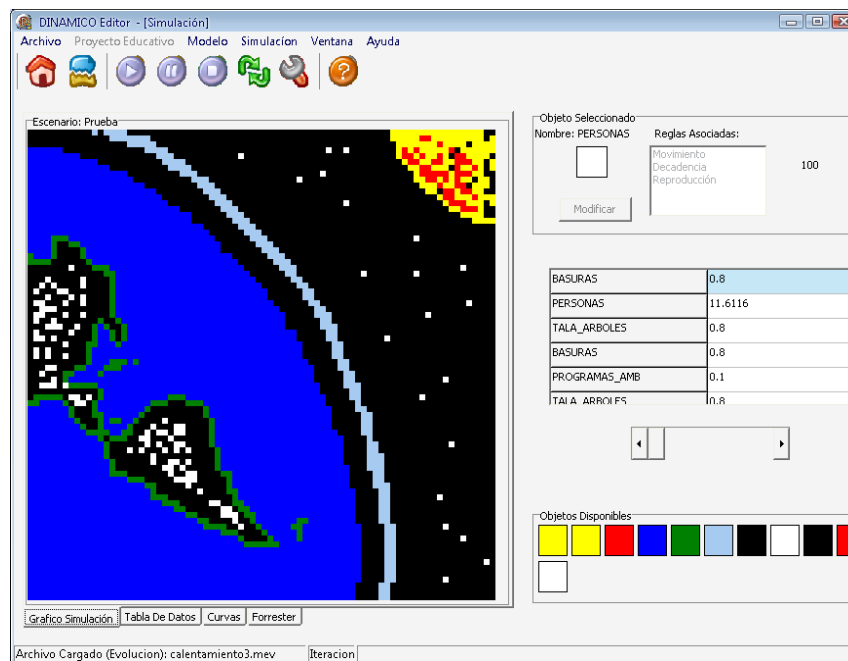 DINAMICO Editor - [Simulación]
Archivo Proyecto Educativo Modelo Simulacíon Ventana Ayuda
Escenario: Prueba
Objeto Seleccionado
Nombre: PERSONAS Reglas Asociadas:
Movimiento
Decadencia
Reproducción
100
Modificar
BASURAS 0.8
PERSONAS 11.6116
TALA_ARBOLES 0.8
BASURAS 0.8
PROGRAMAS_AMB 0.1
TALA_ARBOLES 0.8
Objetos Disponibles
Grafico Simulación Tabla De Datos Curvas Forrester
Archivo Cargado (Evolucion): calentamiento3.mev Iteracion